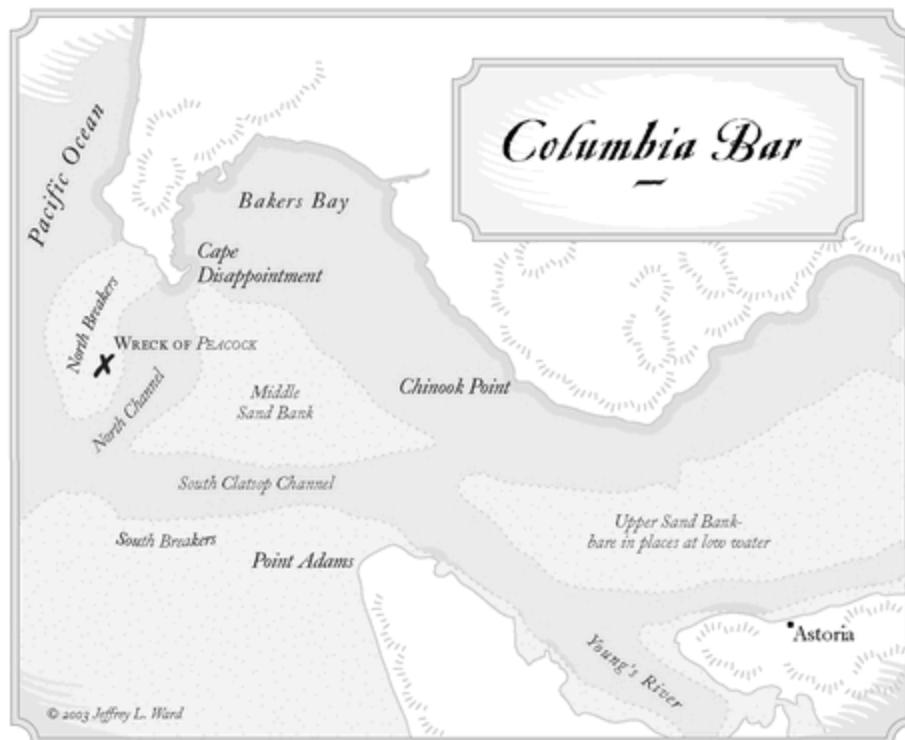 Columbia Bar
Pacific Ocean
Bakers Bay
Cape
Disappointment
North Breakers
WRECK OF PEACOCK
North Channel
Middle
Sand Bank
Chinook Point
South Clatsop Channel
South Breakers
Upper Sand Bank-
bare in places at low water
Point Adams
Astoria
Young's River
© 2003 Jeffrey L. Ward